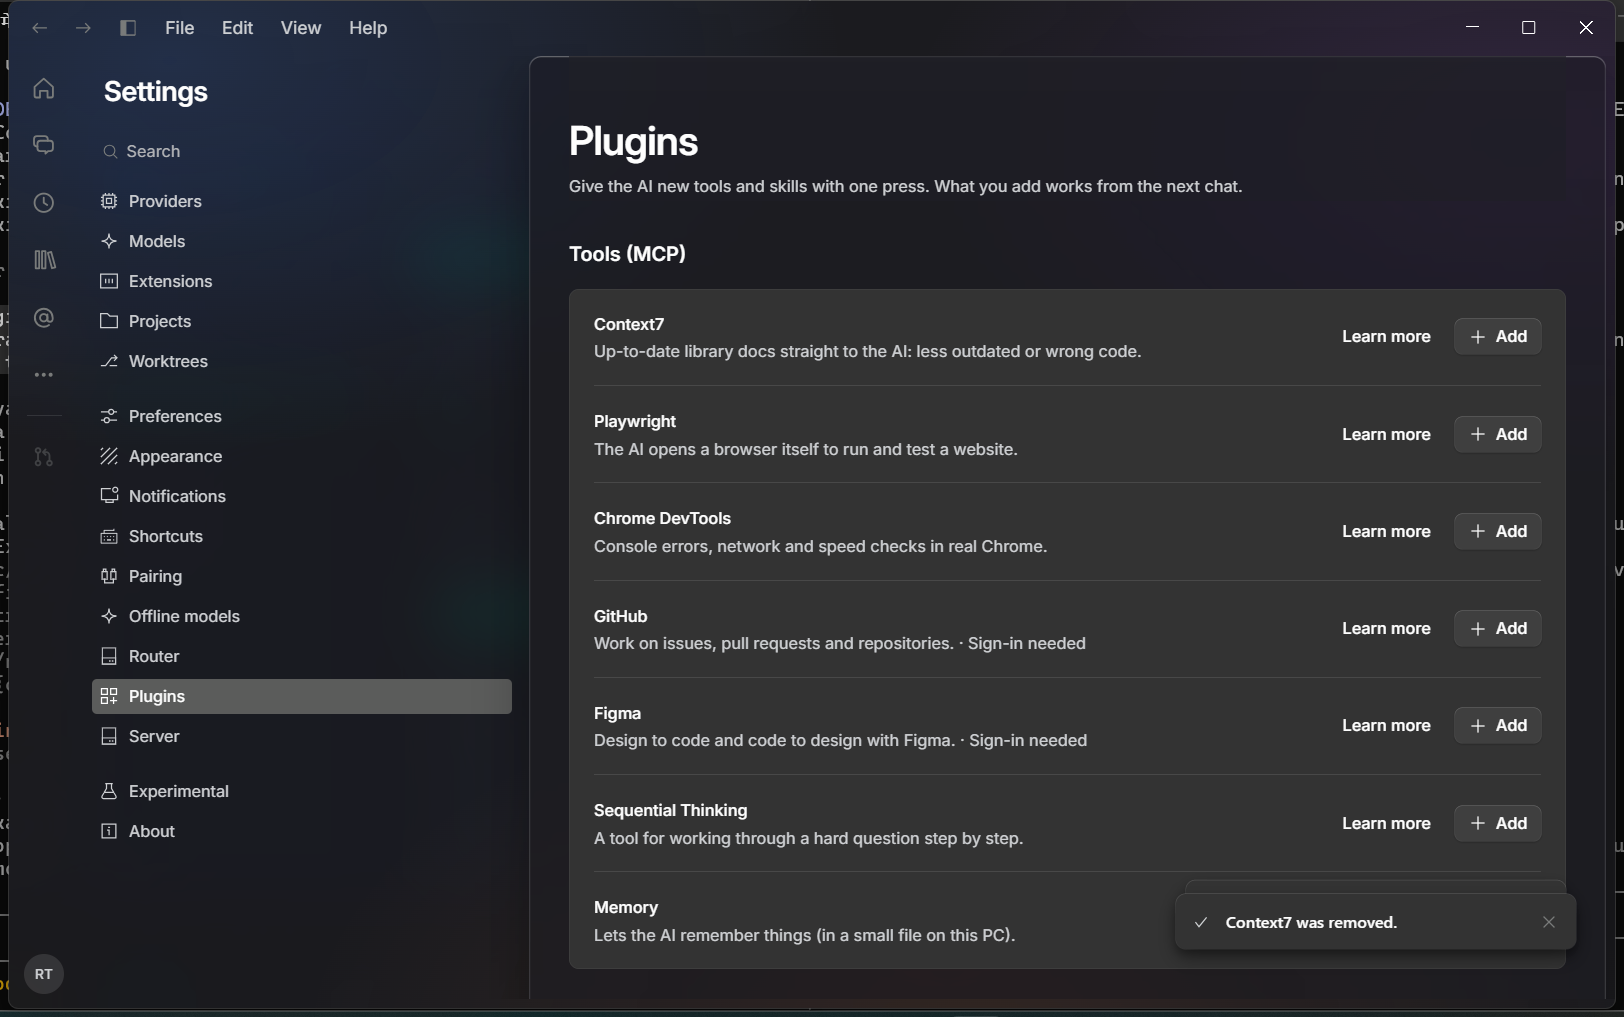 File Edit View Help
Settings
Search
Providers
Models
Extensions
Projects
Worktrees
Preferences
Appearance
Notifications
Shortcuts
Pairing
Offline models
Router
Plugins
Server
Experimental
About
RT
Plugins
Give the AI new tools and skills with one press. What you add works from the next chat.
Tools (MCP)
Context7
Up-to-date library docs straight to the AI: less outdated or wrong code.
Learn more + Add
Playwright
The AI opens a browser itself to run and test a website.
Learn more + Add
Chrome DevTools
Console errors, network and speed checks in real Chrome.
Learn more + Add
GitHub
Work on issues, pull requests and repositories. · Sign-in needed
Learn more + Add
Figma
Design to code and code to design with Figma. · Sign-in needed
Learn more + Add
Sequential Thinking
A tool for working through a hard question step by step.
Learn more + Add
Memory
Lets the AI remember things (in a small file on this PC).
Context7 was removed.